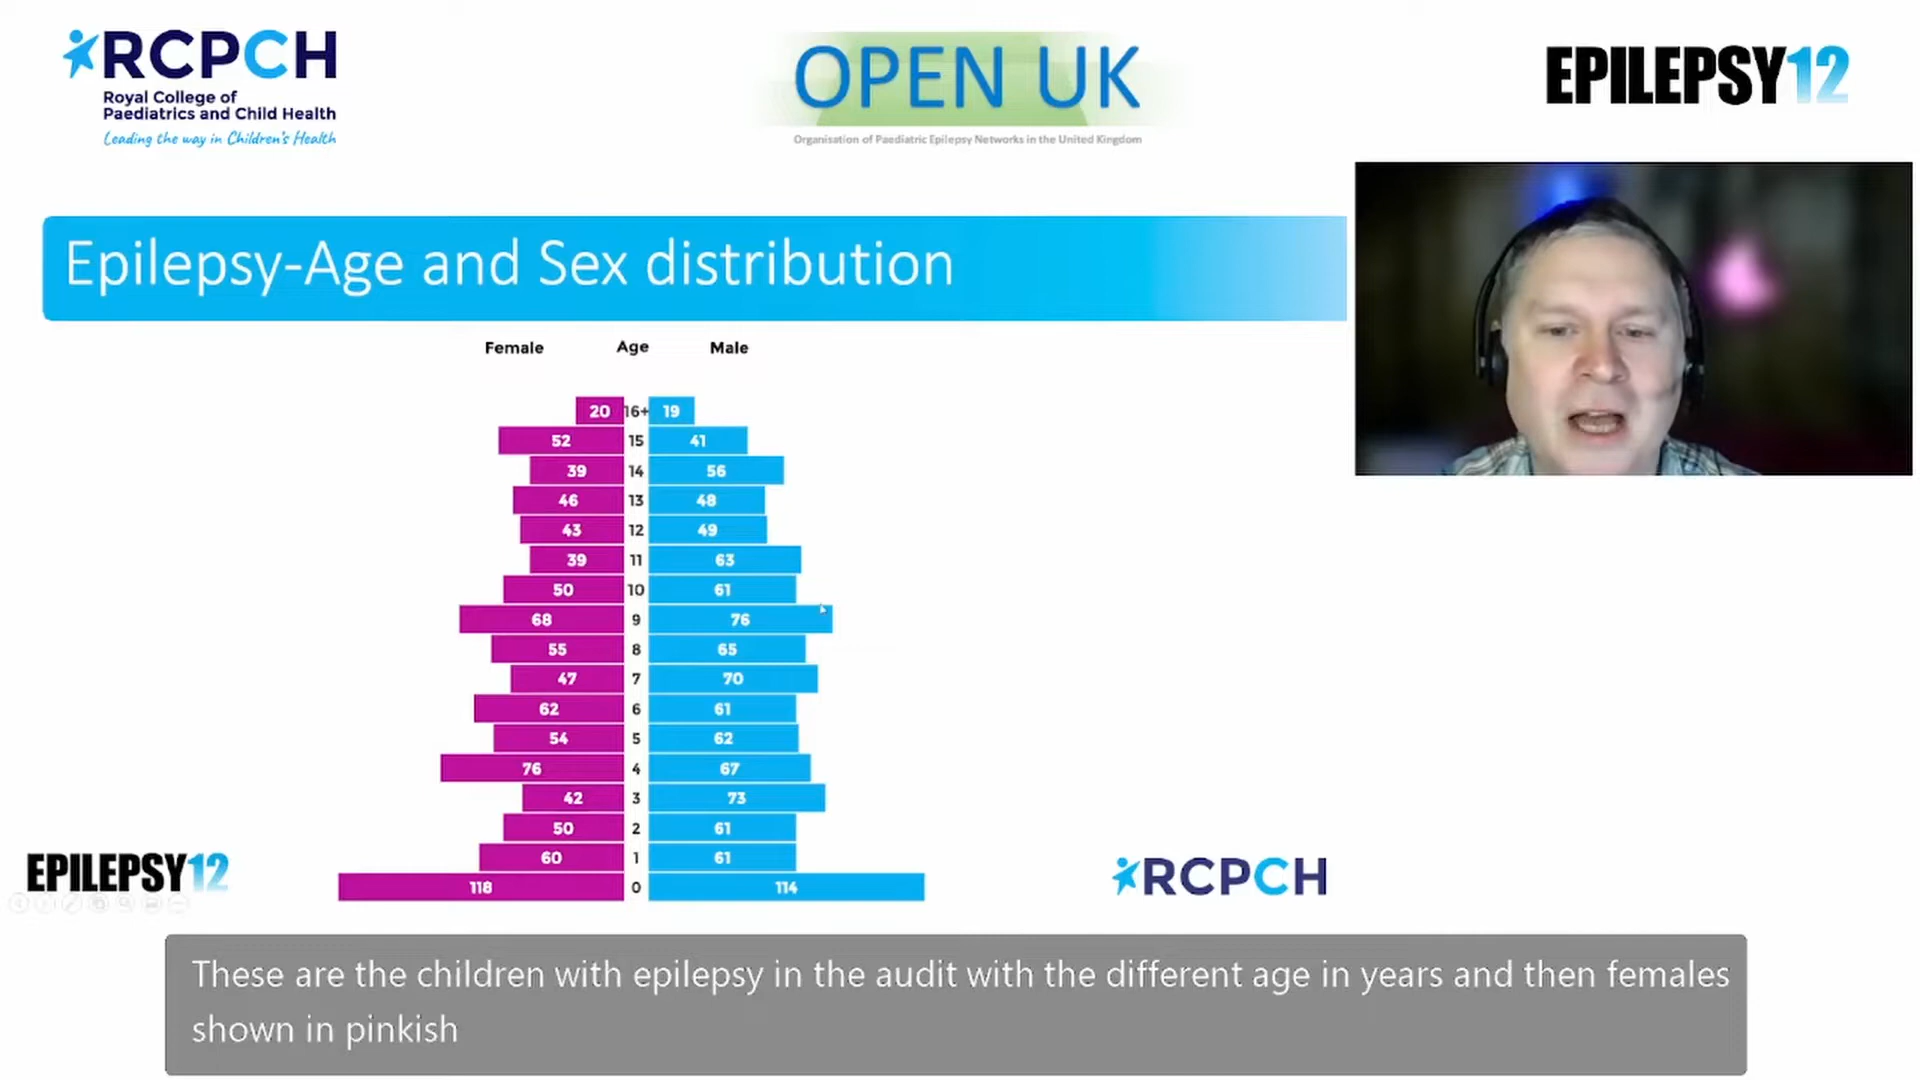 RCPCH
Royal College of
Paediatrics and Child Health
Leading the way in Children's Health
OPEN UK
Organisation of Paediatric Epilepsy Networks in the United Kingdom
EPILEPSY12
Epilepsy-Age and Sex distribution
Female Age Male
20 16+ 19
52 15 41
39 14 56
46 13 48
43 12 49
39 11 63
50 10 61
68 9 76
55 8 65
47 7 70
62 6 61
54 5 62
76 4 67
42 3 73
50 2 61
60 1 61
118 0 114
EPILEPSY12
RCPCH
These are the children with epilepsy in the audit with the different age in years and then females
shown in pinkish